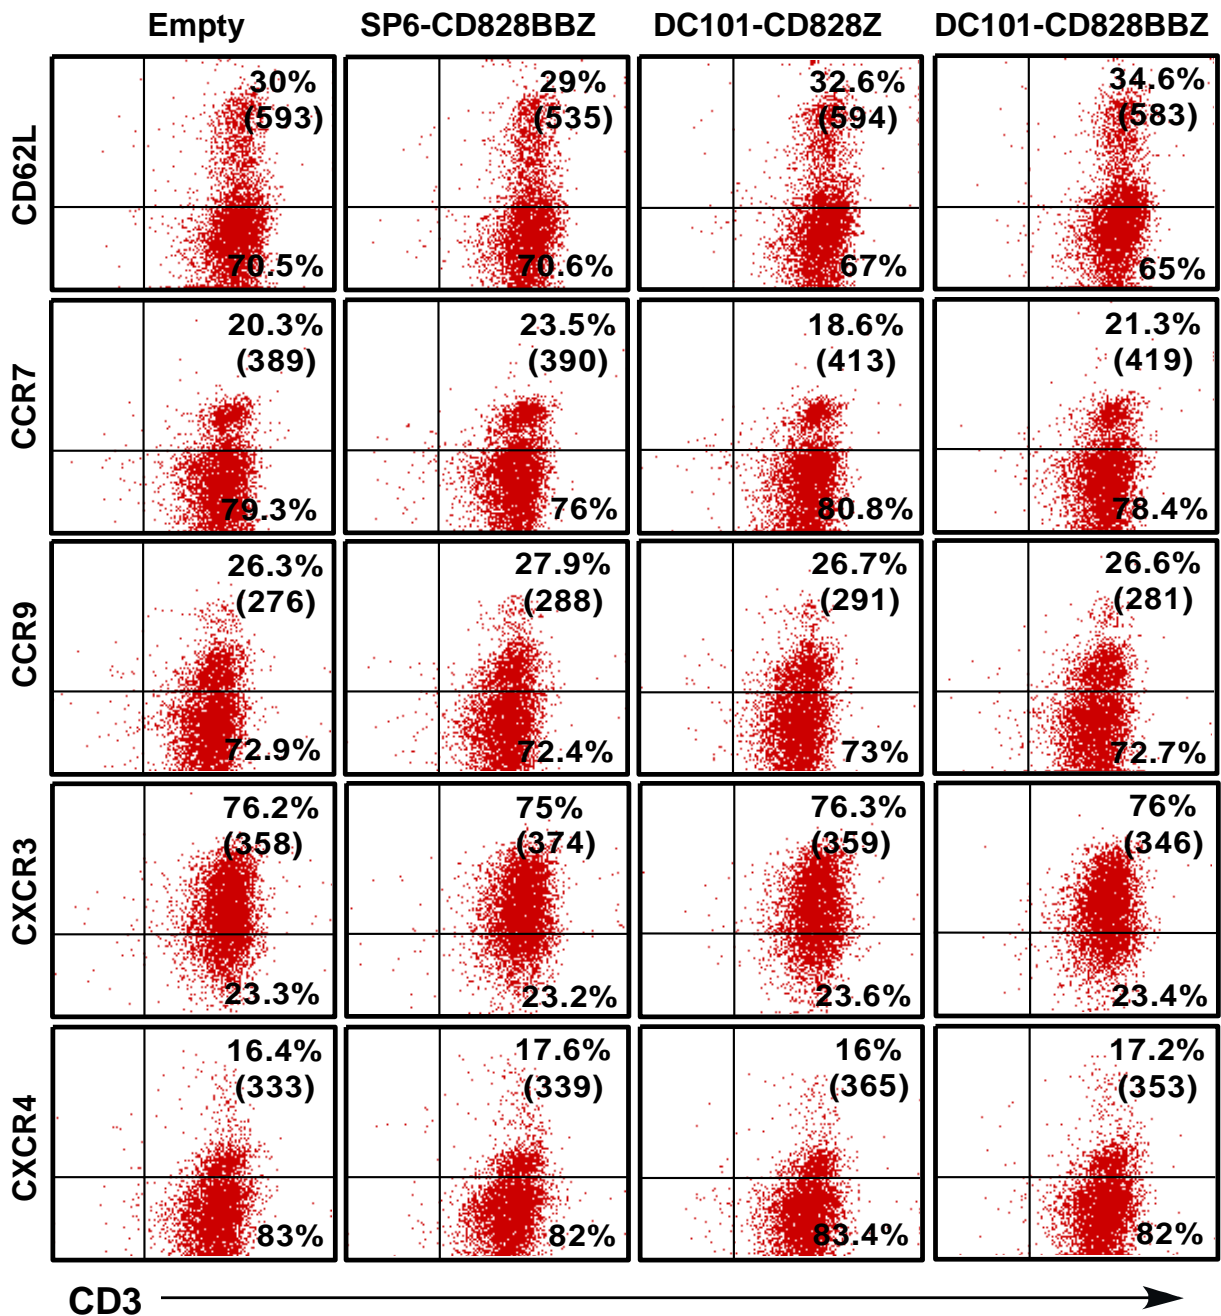 Empty SP6-CD828BBZ DC101-CD828Z DC101-CD828BBZ
CD62L
30% 29% 32.6% 34.6%
(593) (535) (594) (583)
70.5% 70.6% 67% 65%
CCR7
20.3% 23.5% 18.6% 21.3%
(389) (390) (413) (419)
79.3% 76% 80.8% 78.4%
CCR9
26.3% 27.9% 26.7% 26.6%
(276) (288) (291) (281)
72.9% 72.4% 73% 72.7%
CXCR3
76.2% 75% 76.3% 76%
(358) (374) (359) (346)
23.3% 23.2% 23.6% 23.4%
CXCR4
16.4% 17.6% 16% 17.2%
(333) (339) (365) (353)
83% 82% 83.4% 82%
CD3